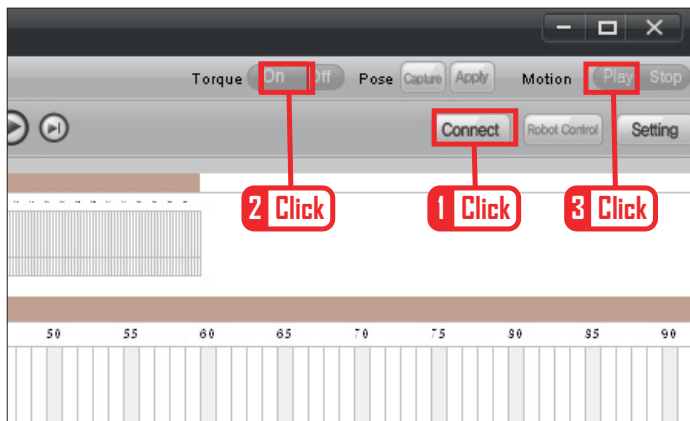 Torque On Off Pose Capture Apply Motion Play Stop
Connect Robot Control Setting
2 Click 1 Click 3 Click
50 55 60 65 70 75 80 85 90